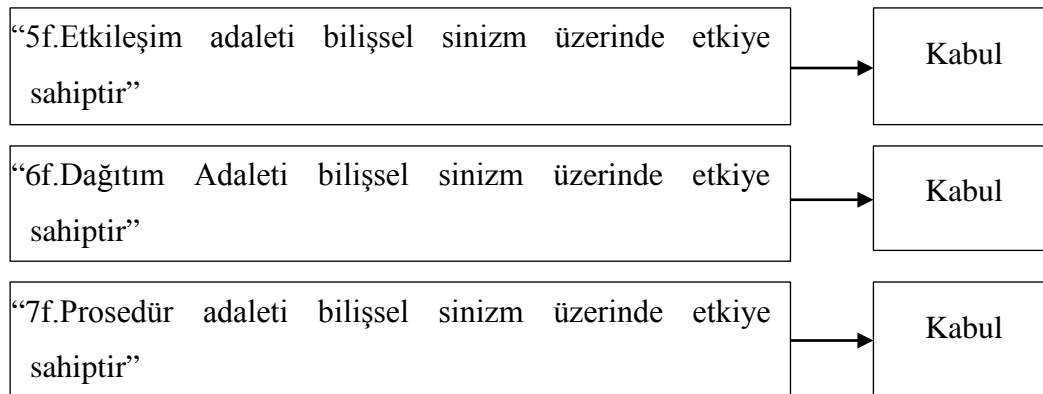 “5f.Etkileşim adaleti bilişsel sinizm üzerinde etkiye
sahiptir”
Kabul
“6f.Dağıtım Adaleti bilişsel sinizm üzerinde etkiye
sahiptir”
Kabul
“7f.Prosedür adaleti bilişsel sinizm üzerinde etkiye
sahiptir”
Kabul